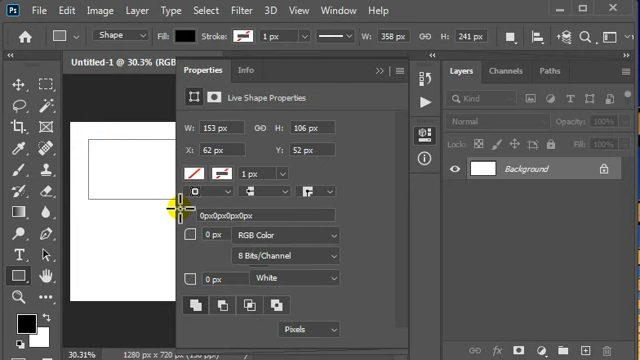 Ps File Edit Image Layer Type Select Filter 3D View Window Help
Shape Fill: Stroke: 1 px W: 358 px H: 241 px
Untitled-1 @ 30.3% (RGB
Properties Info
Live Shape Properties
W: 153 px H: 106 px
X: 62 px Y: 52 px
1 px
0px0px0px0px
0 px RGB Color
8 Bits/Channel
0 px White
Pixels
30.31% 1280 px x 720 px (72
Layers Channels Paths
Kind
Normal Opacity: 100%
Lock: Fill: 100%
Background
fx